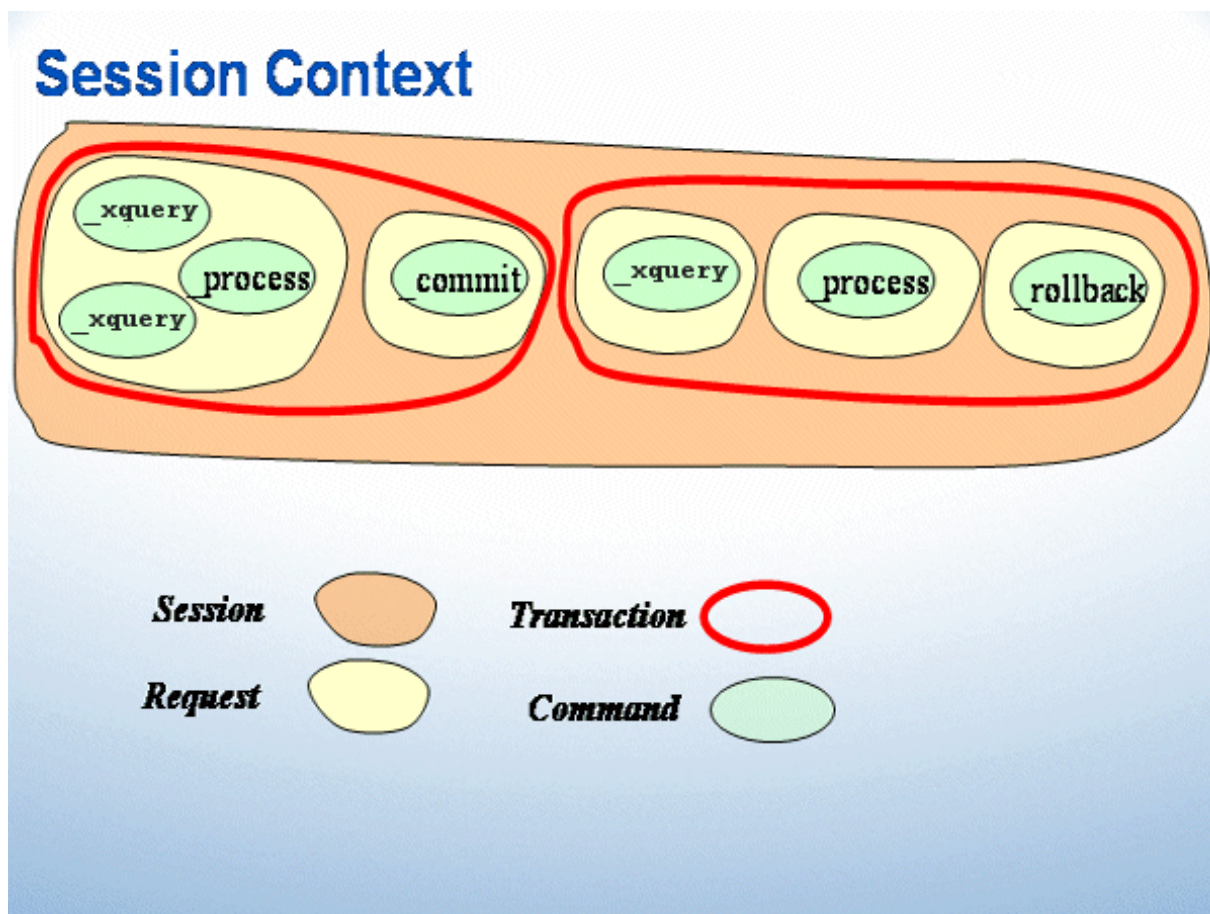 Session Context
_xquery
_process
_xquery
_commit
_xquery
_process
_rollback
Session
Transaction
Request
Command